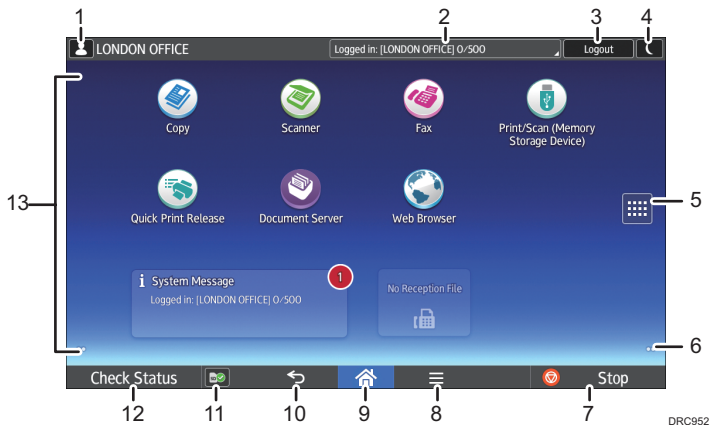 1
2
3
4
LONDON OFFICE
Logged in: [LONDON OFFICE] 0/500
Logout
Copy
Scanner
Fax
Print/Scan (Memory
Storage Device)
13
5
Quick Print Release
Document Server
Web Browser
i System Message
1
Logged in: [LONDON OFFICE] 0/500
No Reception File
6
Check Status
Stop
12
11
10
9
8
7
DRC952